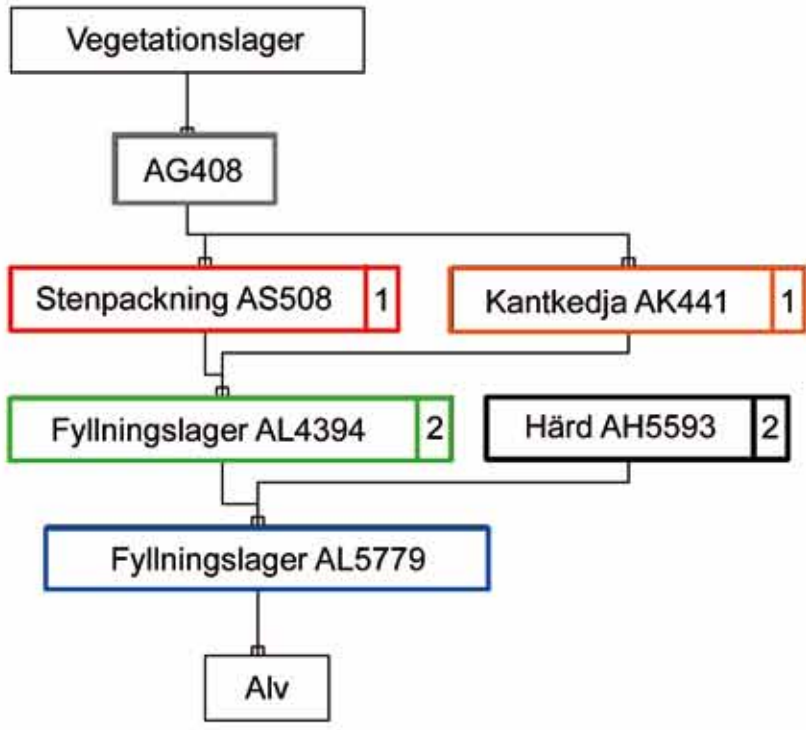 Vegetationslager
AG408
Stenpackning AS508 1
Kantkedja AK441 1
Fyllningslager AL4394 2
Härd AH5593 2
Fyllningslager AL5779
Alv